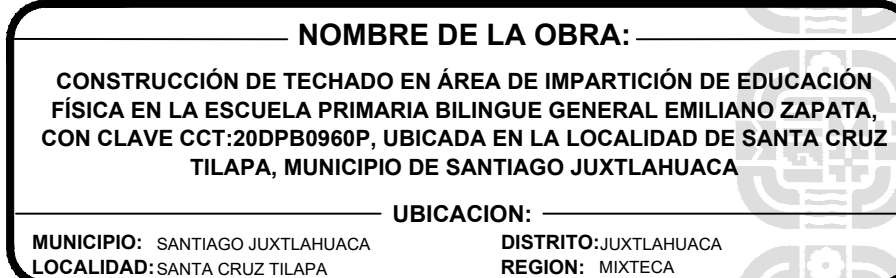 NOMBRE DE LA OBRA:
CONSTRUCCIÓN DE TECHADO EN ÁREA DE IMPARTICIÓN DE EDUCACIÓN
FÍSICA EN LA ESCUELA PRIMARIA BILINGUE GENERAL EMILIANO ZAPATA,
CON CLAVE CCT:20DPB0960P, UBICADA EN LA LOCALIDAD DE SANTA CRUZ
TILAPA, MUNICIPIO DE SANTIAGO JUXTLAHUACA
UBICACION:
MUNICIPIO: SANTIAGO JUXTLAHUACA DISTRITO: JUXTLAHUACA
LOCALIDAD: SANTA CRUZ TILAPA REGION: MIXTECA